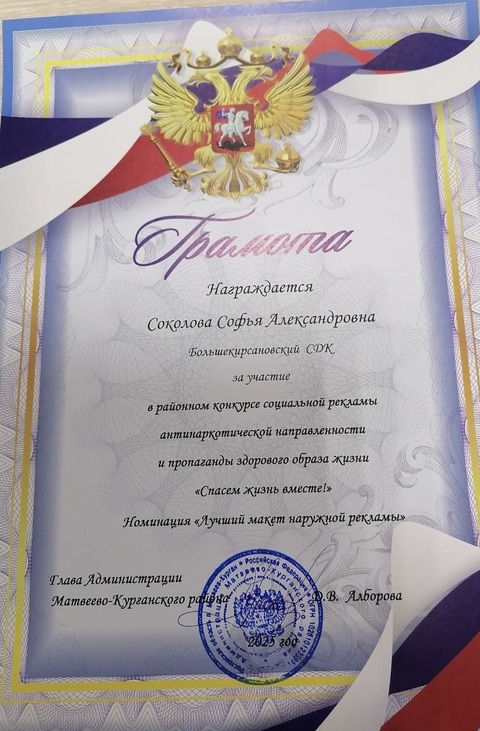 Грамота
Награждается
Соколова Софья Александровна
Большекирсановский СДК
за участие
в районном конкурсе социальной рекламы
антинаркотической направленности
и пропаганды здорового образа жизни
«Спасем жизнь вместе!»
Номинация «Лучший макет наружной рекламы»
Глава Администрации
Матвеево-Курганского района Д.В. Алборова
2023 год